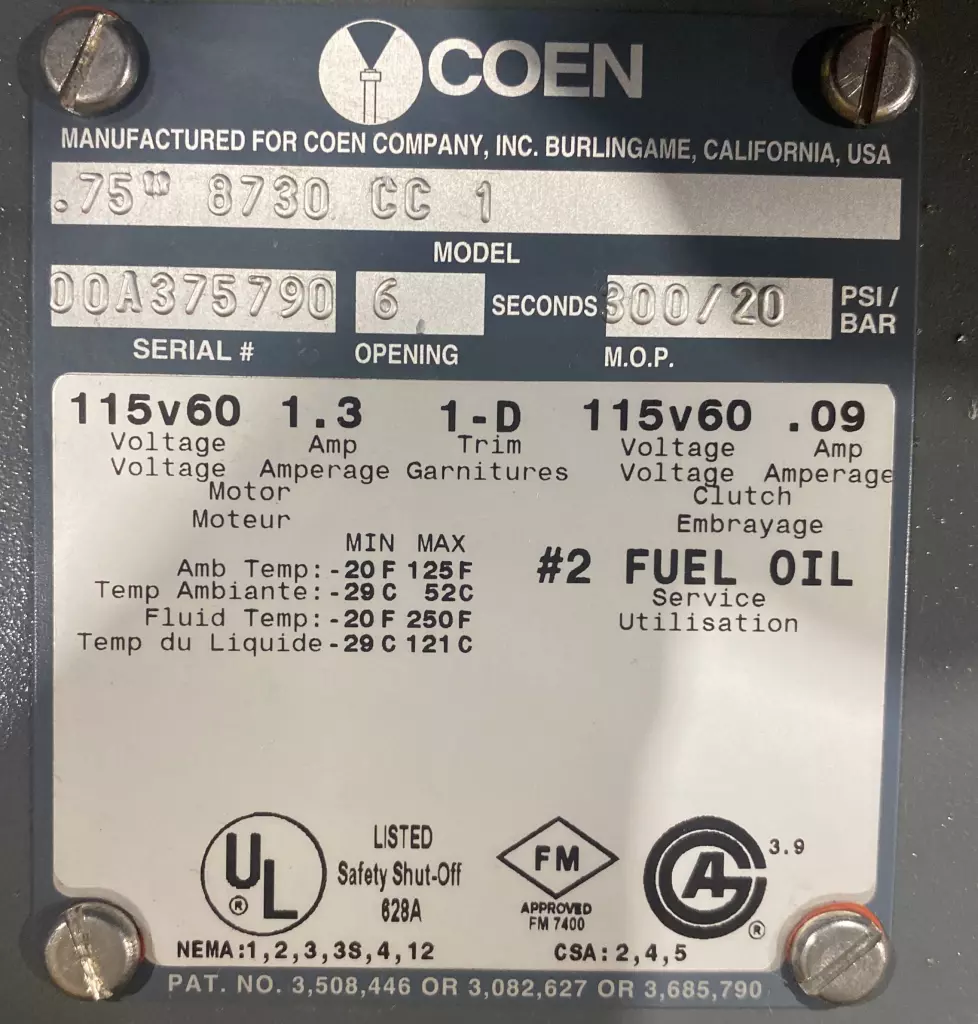 COEN
MANUFACTURED FOR COEN COMPANY, INC. BURLINGAME, CALIFORNIA, USA
.75" 8730 CC 1
MODEL
00A375790 6 SECONDS 300/20 PSI / BAR
SERIAL # OPENING M.O.P.
115v60 1.3 1-D 115v60 .09
Voltage Amp Trim Voltage Amp
Voltage Amperage Garnitures Voltage Amperage
Motor Clutch
Moteur Embrayage
MIN MAX
Amb Temp: -20 F 125 F
Temp Ambiante: -29 C 52C
Fluid Temp: -20 F 250 F
Temp du Liquide -29 C 121 C
#2 FUEL OIL
Service
Utilisation
UL ®
LISTED
Safety Shut-Off
628A
FM
APPROVED
FM 7400
AG ® 3.9
NEMA:1,2,3,3S,4,12 CSA: 2,4,5
PAT. NO. 3,508,446 OR 3,082,627 OR 3,685,790